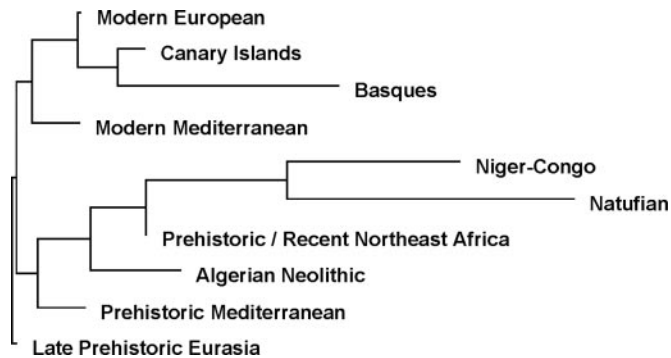 Modern European
Canary Islands
Basques
Modern Mediterranean
Niger-Congo
Natufian
Prehistoric / Recent Northeast Africa
Algerian Neolithic
Prehistoric Mediterranean
Late Prehistoric Eurasia